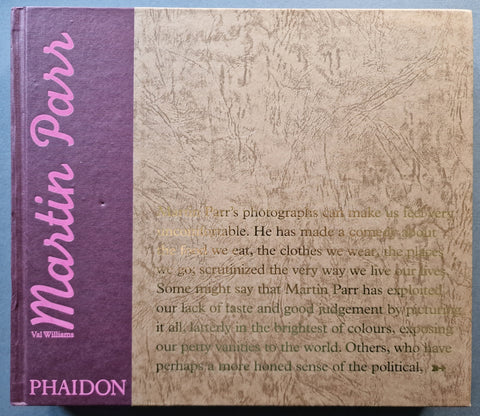 Martin Parr
Val Williams
PHAIDON
Martin Parr's photographs can make us feel very
uncomfortable. He has made a comedy about
the food we eat, the clothes we wear, the places
we go, scrutinized the very way we live our lives.
Some might say that Martin Parr has exploited
our lack of taste and good judgement by picturing
it all, latterly in the brightest of colours, exposing
our petty vanities to the world. Others, who have
perhaps a more honed sense of the political,